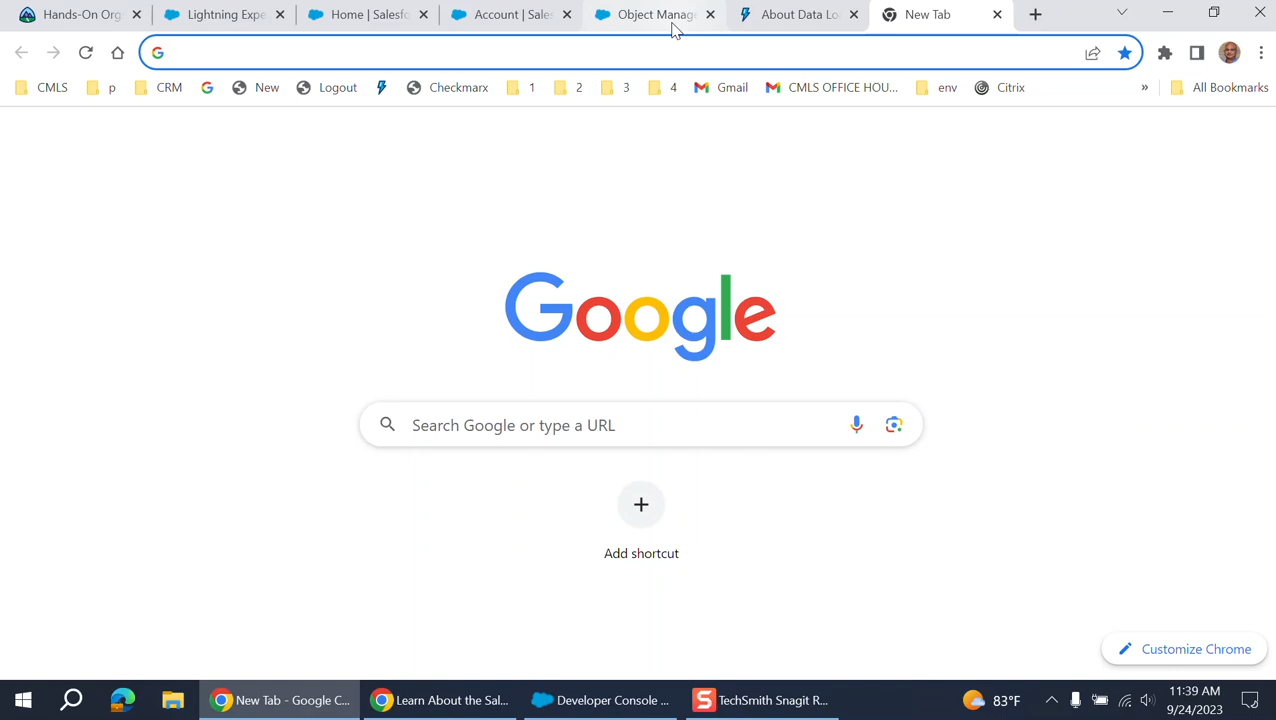 Hands-On Org
Lightning Expe
Home | Salesfo
Account | Sales
Object Manag
About Data Lo
New Tab
CMLS
p
CRM
New
Logout
Checkmarx
1
2
3
4
Gmail
CMLS OFFICE HOU...
env
Citrix
»
All Bookmarks
Google
Search Google or type a URL
Add shortcut
Customize Chrome
New Tab - Google C...
Learn About the Sal...
Developer Console ...
TechSmith Snagit R...
83°F
11:39 AM
9/24/2023